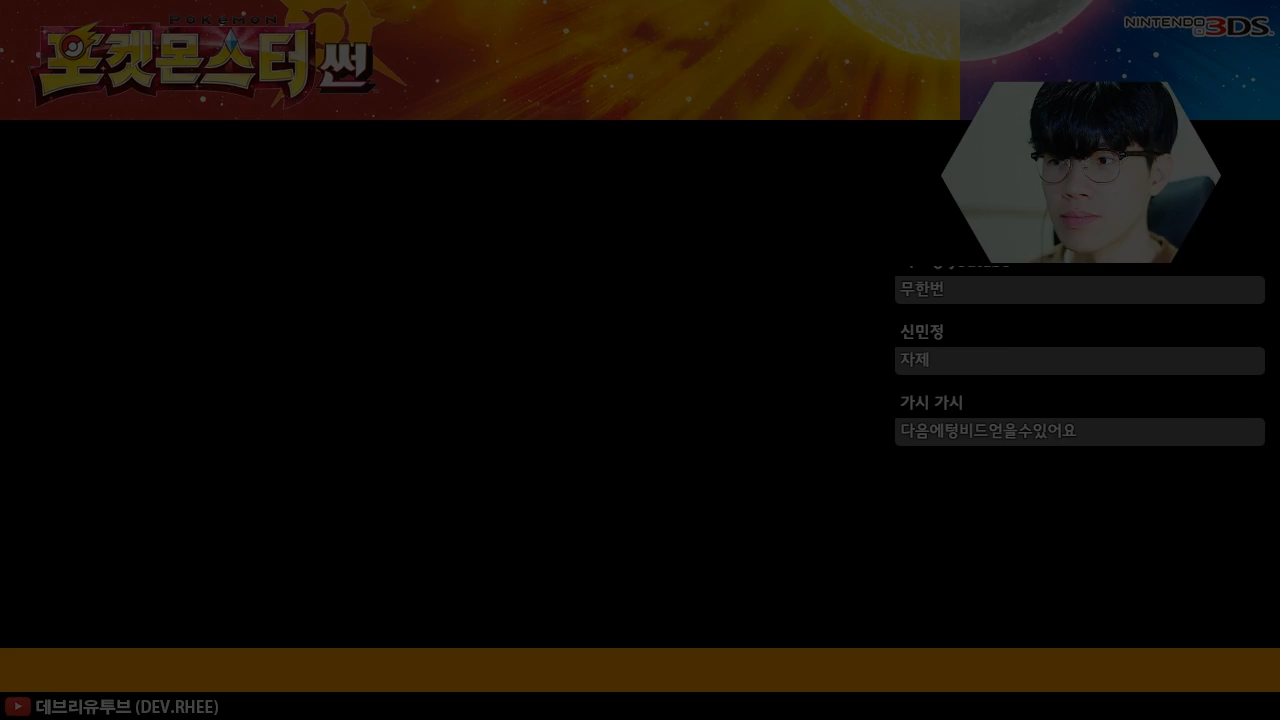 POKÉMON
포켓몬스터 썬
NINTENDO 3DS
무한번
신민정
자제
가시 가시
다음에텅비드얻을수있어요
데브리유투브 (DEV.RHEE)